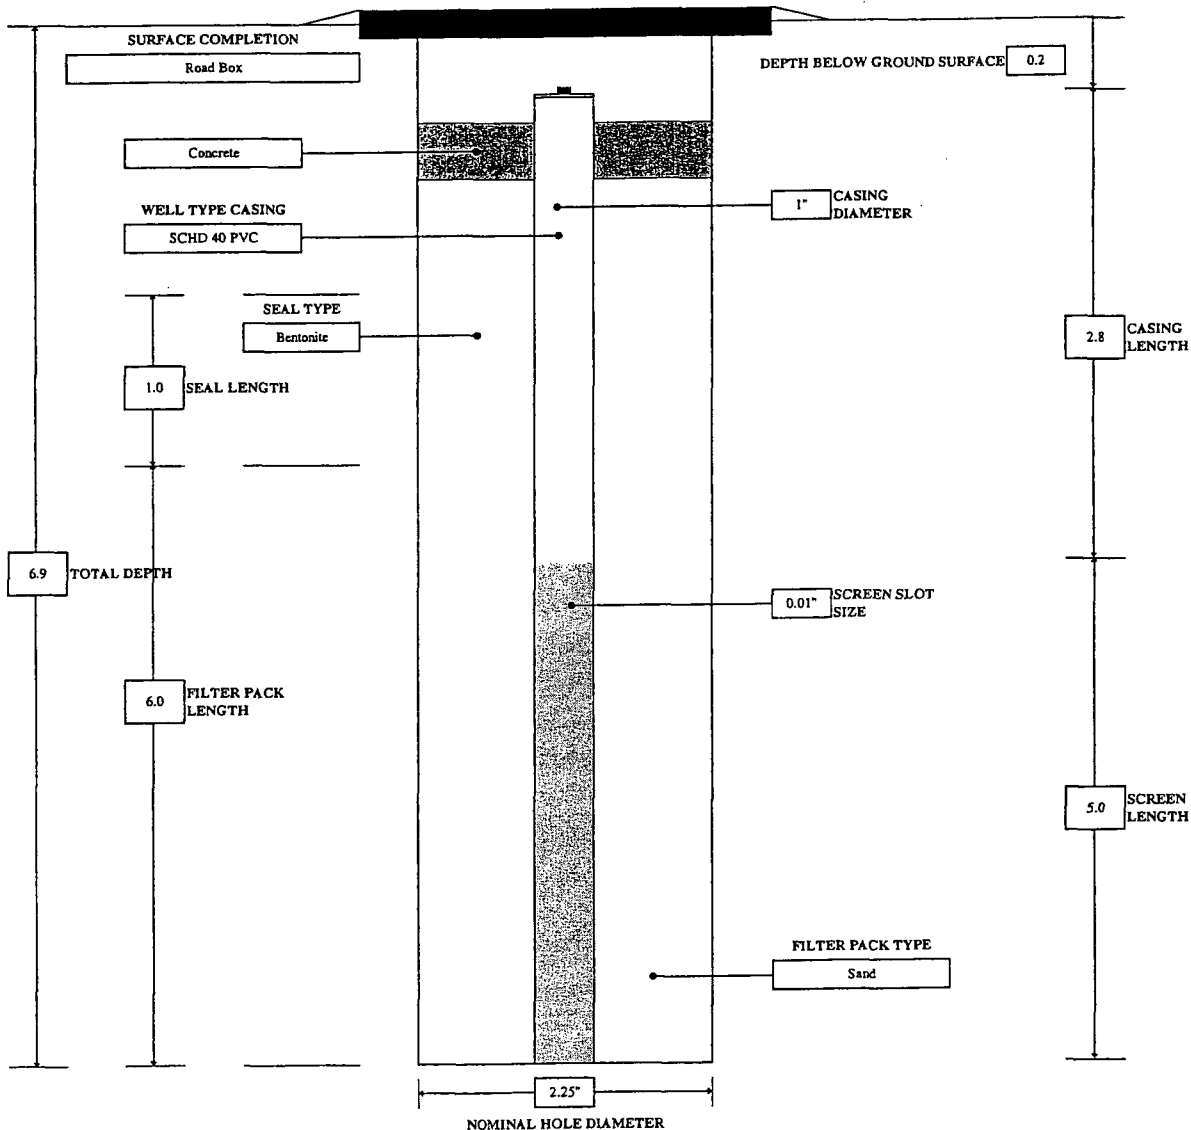 SURFACE COMPLETION
Road Box
DEPTH BELOW GROUND SURFACE
0.2
Concrete
WELL TYPE CASING
SCHD 40 PVC
1"
CASING
DIAMETER
SEAL TYPE
Bentonite
1.0
SEAL LENGTH
2.8
CASING
LENGTH
6.9
TOTAL DEPTH
0.01"
SCREEN SLOT
SIZE
6.0
FILTER PACK
LENGTH
5.0
SCREEN
LENGTH
FILTER PACK TYPE
Sand
2.25"
NOMINAL HOLE DIAMETER